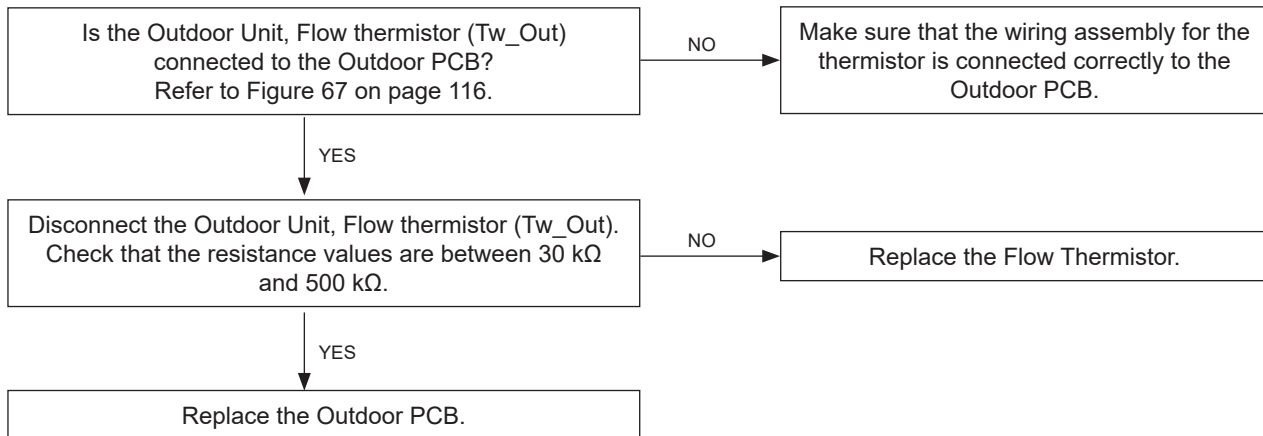 Is the Outdoor Unit, Flow thermistor (Tw_Out)
connected to the Outdoor PCB?
Refer to Figure 67 on page 116.
NO
Make sure that the wiring assembly for the
thermistor is connected correctly to the
Outdoor PCB.
YES
Disconnect the Outdoor Unit, Flow thermistor (Tw_Out).
Check that the resistance values are between 30 kΩ
and 500 kΩ.
NO
Replace the Flow Thermistor.
YES
Replace the Outdoor PCB.